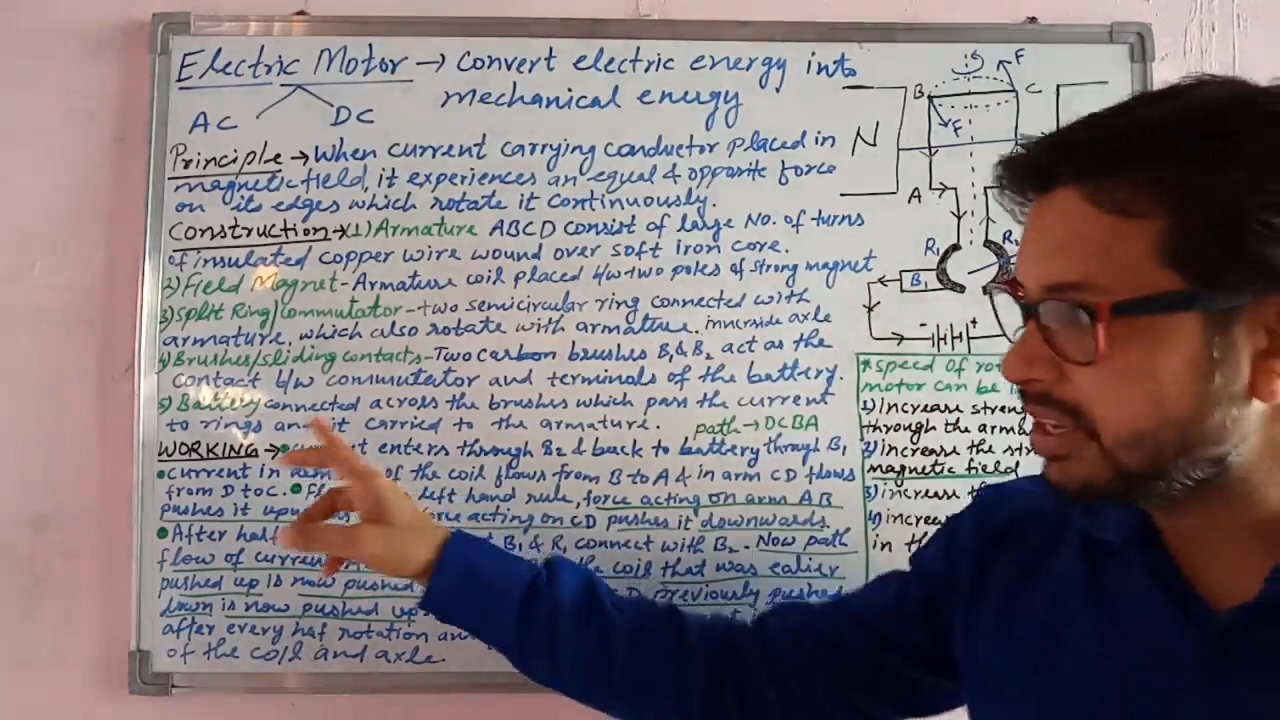 Electric Motor → Convert electric energy into
mechanical energy
AC DC
Principle → When current carrying conductor placed in
magnetic field, it experiences an equal & opposite force
on its edges which rotate it continuously.
Construction → 1) Armature ABCD consist of large No. of turns
of insulated copper wire wound over soft iron core.
2) Field Magnet - Armature coil placed b/w two poles of strong magnet
3) Split Ring/Commutator - two semicircular ring connected with
armature, which also rotate with armature. innerside axle
4) Brushes/sliding contacts - Two carbon brushes B1 & B2 act as the
contact b/w commutator and terminals of the battery.
5) Battery connected across the brushes which pass the current
to rings and it carried to the armature. path → DCBA
WORKING → • current enters through B2 & back to battery through B1
• current in arm of the coil flows from B to A & in arm CD flows
from D to C. • left hand rule, force acting on arm AB
pushes it acting on CD pushes it downwards.
• After half B1 & R1 connect with B2. Now path
flow of current the coil that was ealier
pushed up is now pushed CD previously pushed
down is now pushed up
after every half rotation
of the coil and axle.
F
B C
F
N
A
R1 R
B1
- +
* speed of
motor can be
1) increase
through the
2) increase the
magnetic field
3) increase
4) increase
in th